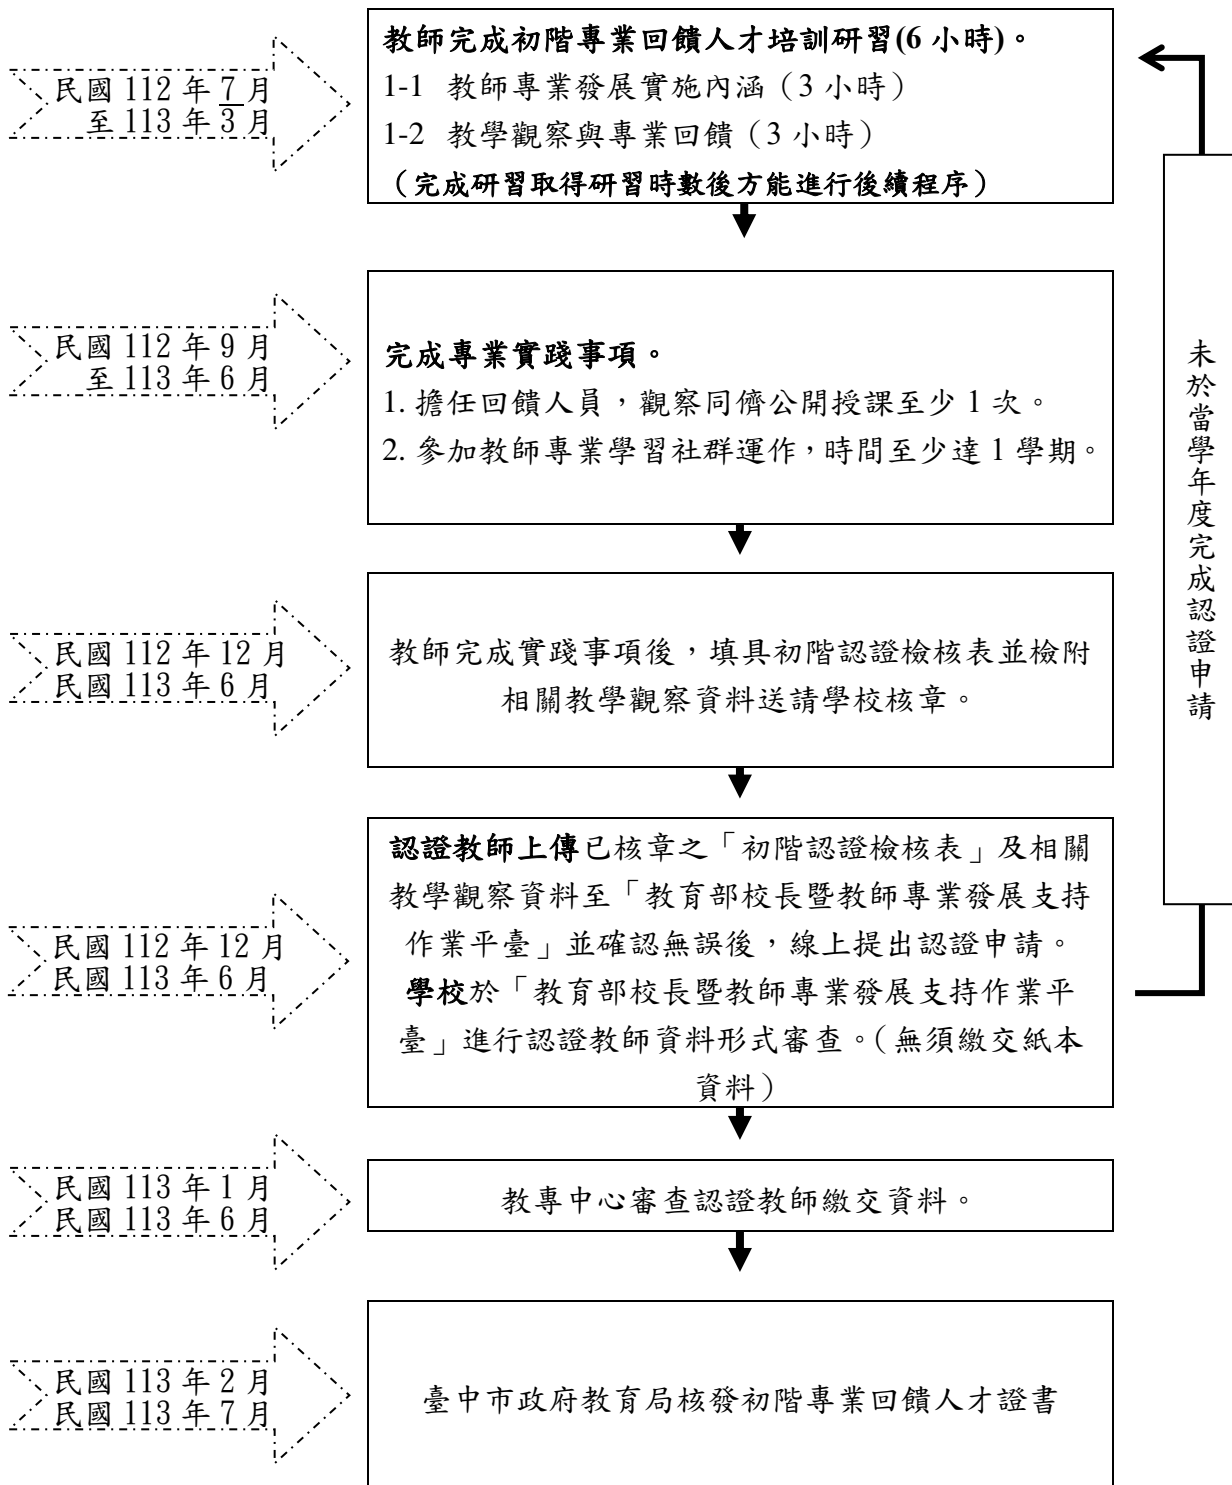 教師完成初階專業回饋人才培訓研習(6 小時)。
民國 112 年 7 月
至 113 年 3 月
1-1 教師專業發展實施內涵（3 小時）
1-2 教學觀察與專業回饋（3 小時）
（完成研習取得研習時數後方能進行後續程序）
民國 112 年 9 月
至 113 年 6 月
完成專業實踐事項。
1. 擔任回饋人員，觀察同儕公開授課至少 1 次。
2. 參加教師專業學習社群運作，時間至少達 1 學期。
未於當學年度完成認證申請
民國 112 年 12 月
民國 113 年 6 月
教師完成實踐事項後，填具初階認證檢核表並檢附
相關教學觀察資料送請學校核章。
民國 112 年 12 月
民國 113 年 6 月
認證教師上傳已核章之「初階認證檢核表」及相關
教學觀察資料至「教育部校長暨教師專業發展支持
作業平臺」並確認無誤後，線上提出認證申請。
學校於「教育部校長暨教師專業發展支持作業平
臺」進行認證教師資料形式審查。（無須繳交紙本
資料）
民國 113 年 1 月
民國 113 年 6 月
教專中心審查認證教師繳交資料。
民國 113 年 2 月
民國 113 年 7 月
臺中市政府教育局核發初階專業回饋人才證書